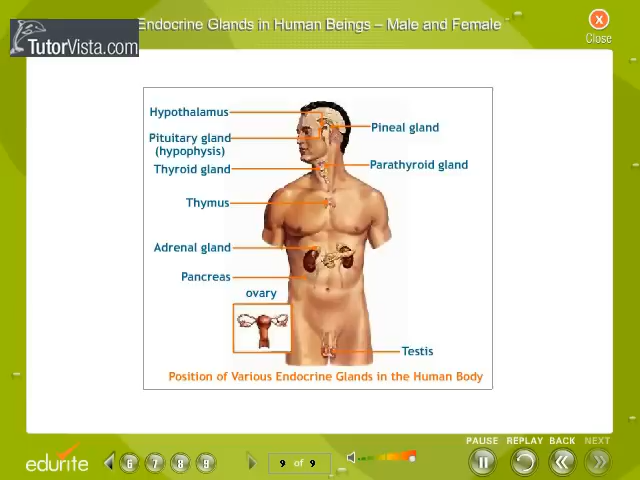 Endocrine Glands in Human Beings – Male and Female
TutorVista.com
Close
Hypothalamus
Pineal gland
Pituitary gland
(hypophysis)
Parathyroid gland
Thyroid gland
Thymus
Adrenal gland
Pancreas
ovary
Testis
Position of Various Endocrine Glands in the Human Body
PAUSE REPLAY BACK NEXT
edurite
6 7 8 9
9 of 9